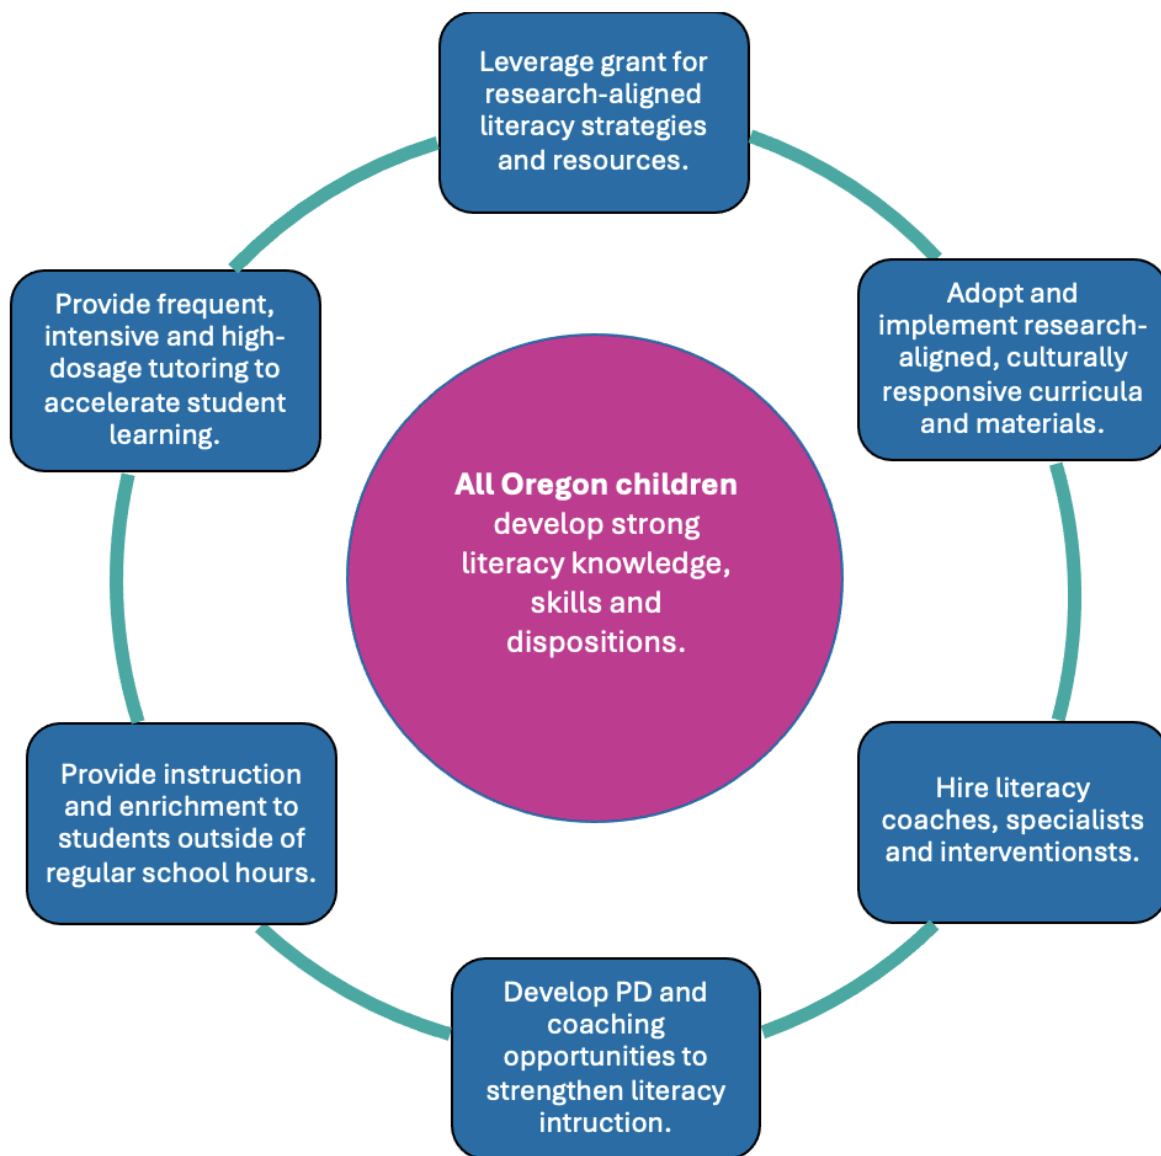 Leverage grant for
research-aligned
literacy strategies
and resources.
Adopt and
implement research-
aligned, culturally
responsive curricula
and materials.
Hire literacy
coaches, specialists
and interventionsts.
Develop PD and
coaching
opportunities to
strengthen literacy
intruction.
Provide instruction
and enrichment to
students outside of
regular school hours.
Provide frequent,
intensive and high-
dosage tutoring to
accelerate student
learning.
All Oregon children
develop strong
literacy knowledge,
skills and
dispositions.